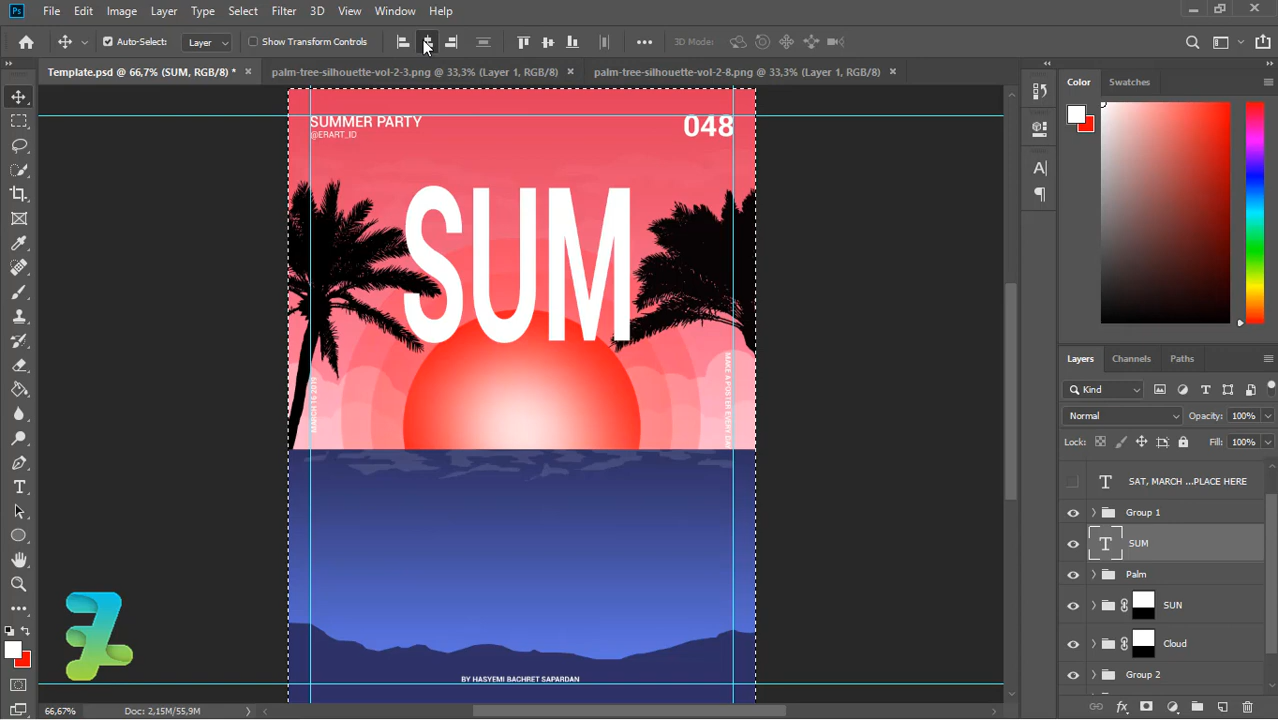 Ps File Edit Image Layer Type Select Filter 3D View Window Help
Auto-Select: Layer Show Transform Controls 3D Mode:
Template.psd @ 66,7% (SUM, RGB/8) * palm-tree-silhouette-vol-2-3.png @ 33,3% (Layer 1, RGB/8) palm-tree-silhouette-vol-2-8.png @ 33,3% (Layer 1, RGB/8)
SUMMER PARTY
@ERART_ID
048
SUM
MARCH 16 2019
MAKE A POSTER EVERY DAY
BY HASYEMI BACHRET SAPARDAN
Color Swatches
Layers Channels Paths
Kind
Normal Opacity: 100%
Lock: Fill: 100%
SAT, MARCH ...PLACE HERE
Group 1
SUM
Palm
SUN
Cloud
Group 2
66,67% Doc: 2,15M/55,9M